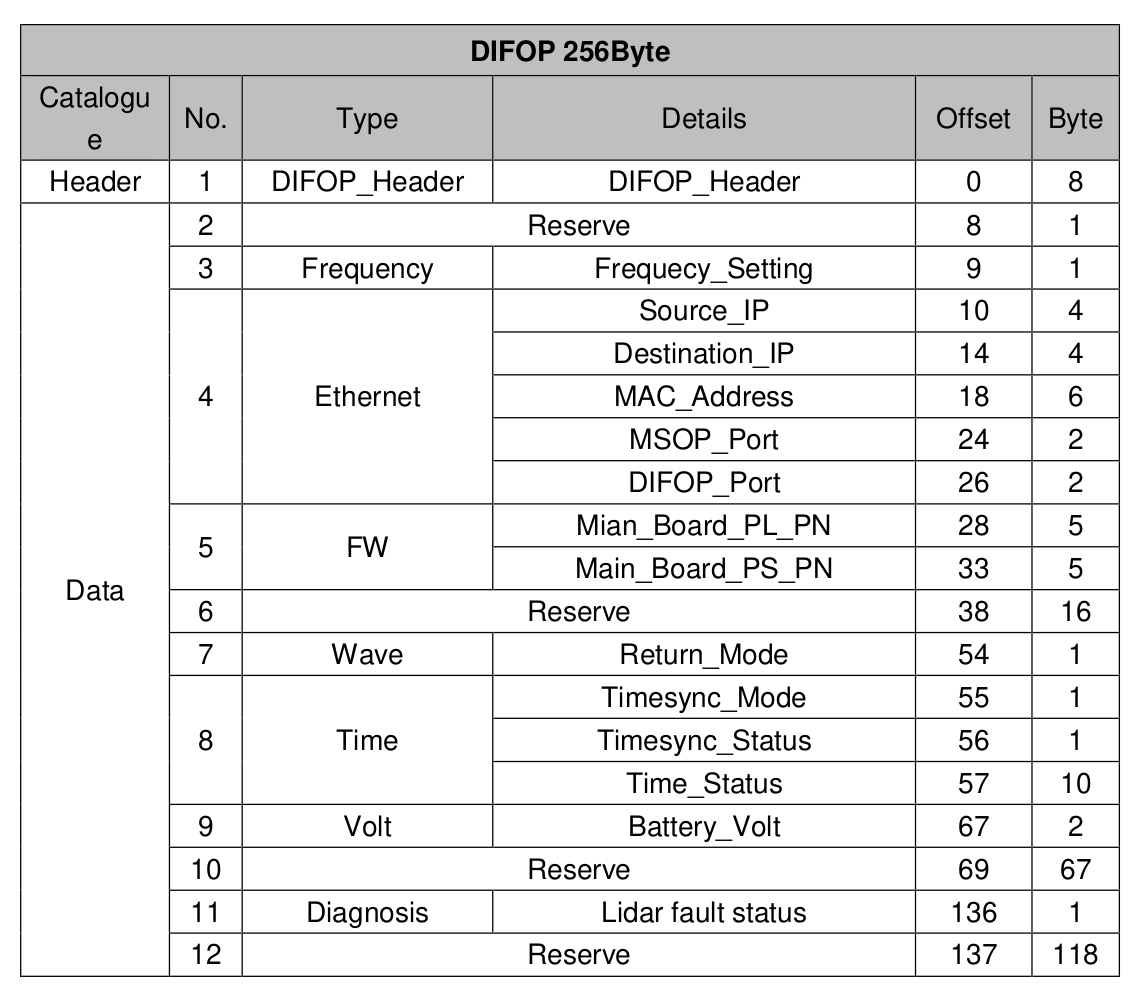 DIFOP 256Byte
Catalogu
e No. Type Details Offset Byte
Header 1 DIFOP_Header DIFOP_Header 0 8
Data
2 Reserve 8 1
3 Frequency Frequecy_Setting 9 1
4 Ethernet Source_IP 10 4
Destination_IP 14 4
MAC_Address 18 6
MSOP_Port 24 2
DIFOP_Port 26 2
5 FW Mian_Board_PL_PN 28 5
Main_Board_PS_PN 33 5
6 Reserve 38 16
7 Wave Return_Mode 54 1
8 Time Timesync_Mode 55 1
Timesync_Status 56 1
Time_Status 57 10
9 Volt Battery_Volt 67 2
10 Reserve 69 67
11 Diagnosis Lidar fault status 136 1
12 Reserve 137 118